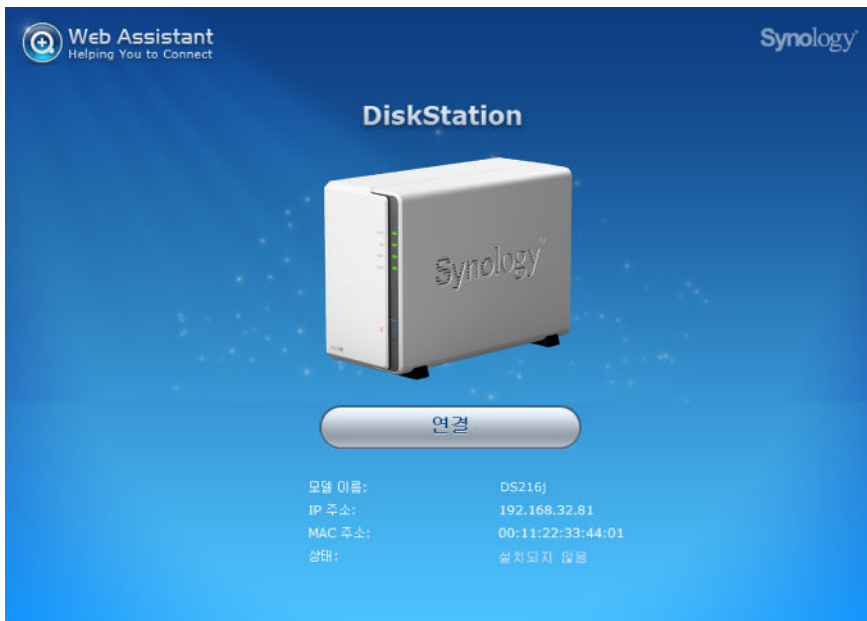 Web Assistant
Helping You to Connect
Synology
DiskStation
Synology
연결
모델 이름: DS216j
IP 주소: 192.168.32.81
MAC 주소: 00:11:22:33:44:01
상태: 설치되지 않음